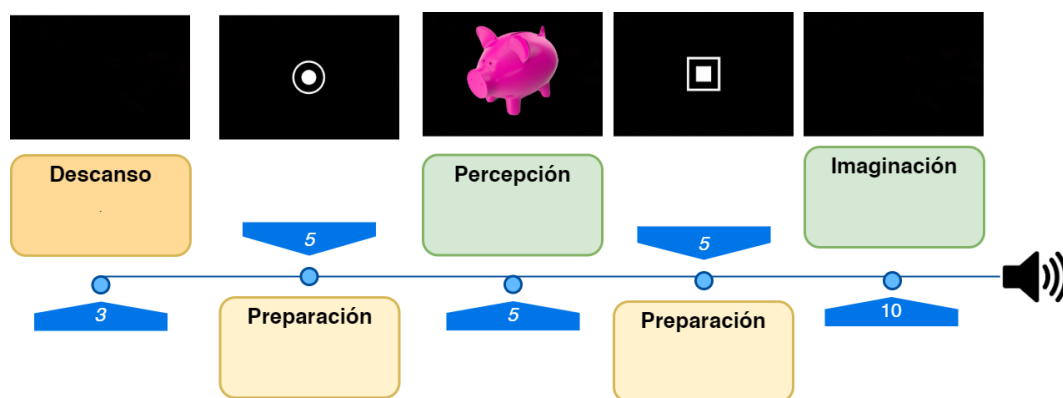 Descanso
Percepción
Imaginación
5
5
3
Preparación
5
Preparación
10